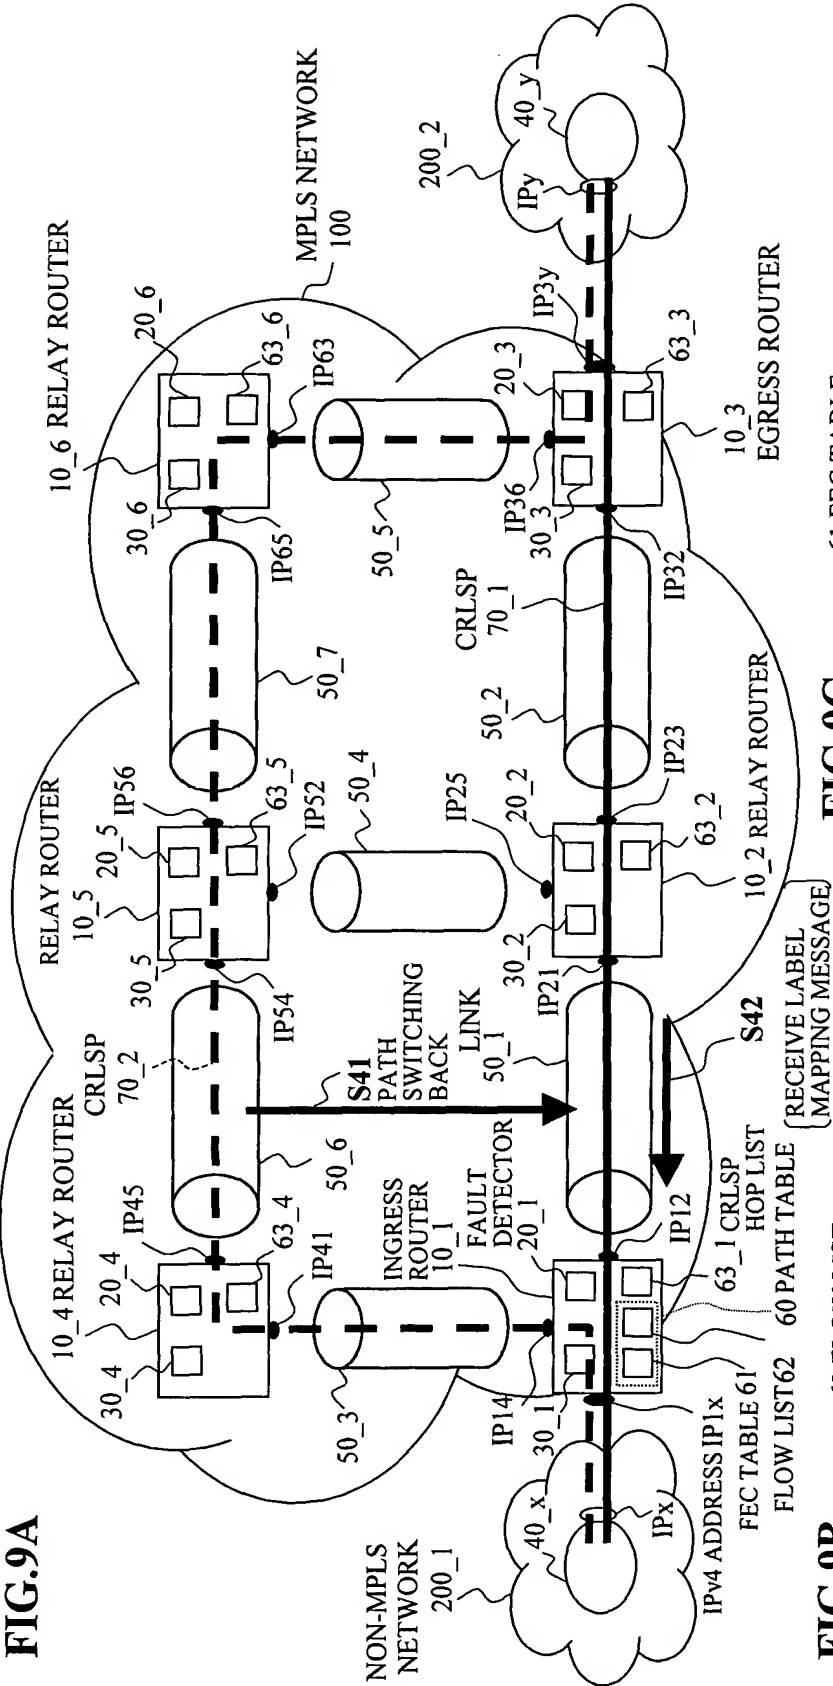 FIG.9A
NON-MPLS
NETWORK
200_1
40_x
IPx
IPv4 ADDRESS IP1x
FEC TABLE 61
FLOW LIST62
60 PATH TABLE
63_1 CRLSP
HOP LIST
30_1
IP14
INGRESS
ROUTER
10_1
FAULT
DETECTOR
20_1
IP12
50_3
10_4 RELAY ROUTER
30_4
20_4
63_4
IP41
IP45
CRLSP
70_2
50_6
S41
PATH
SWITCHING
BACK
LINK
50_1
S42
RECEIVE LABEL
MAPPING MESSAGE
RELAY ROUTER
10_5
30_5
20_5
63_5
IP54
IP56
IP52
50_4
IP25
IP21
30_2
20_2
63_2
10_2 RELAY ROUTER
IP23
50_7
50_2
CRLSP
70_1
IP32
10_6 RELAY ROUTER
30_6
20_6
63_6
IP65
IP63
50_5
IP36
30_3
20_3
63_3
10_3
EGRESS ROUTER
IP3y
MPLS NETWORK
100
200_2
IPy
40_y
FIG.9B
FIG.9C
61 FEC TABLE